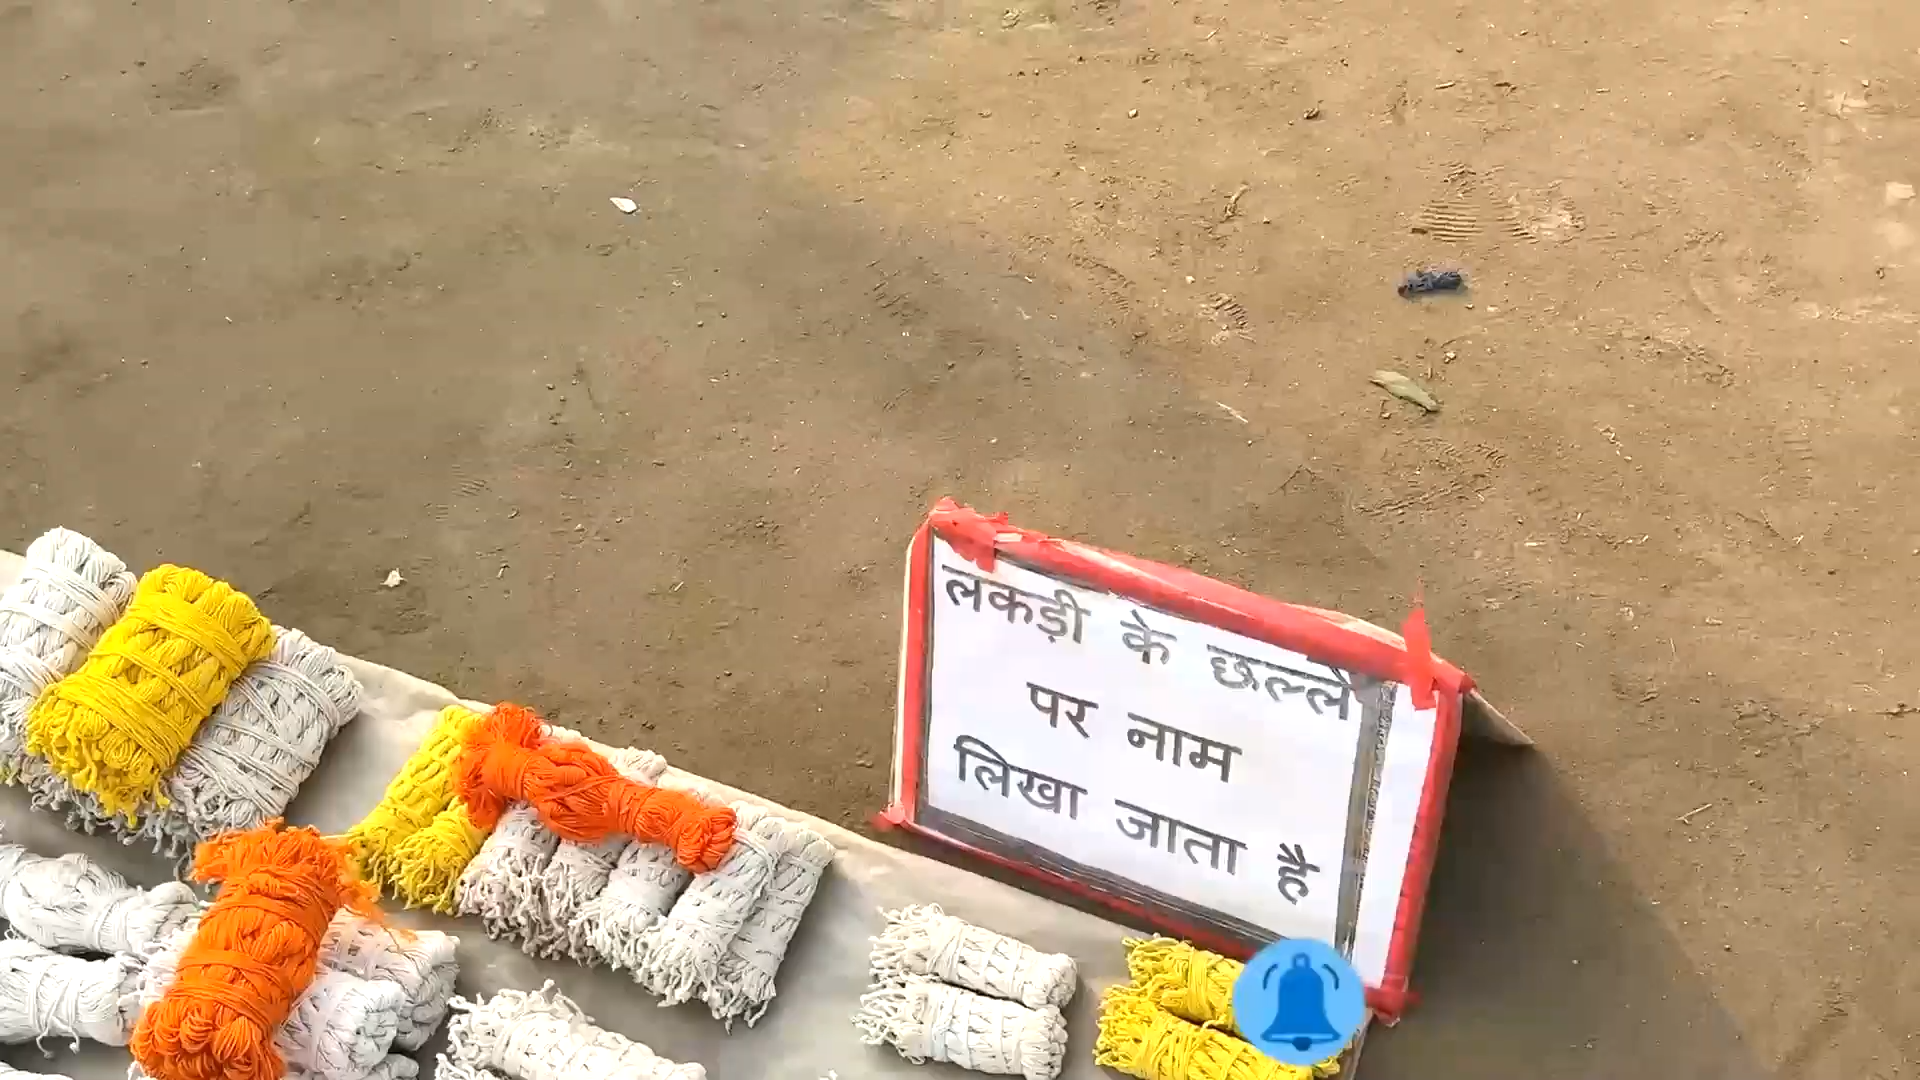 लकड़ी के छल्ले
पर नाम
लिखा जाता है